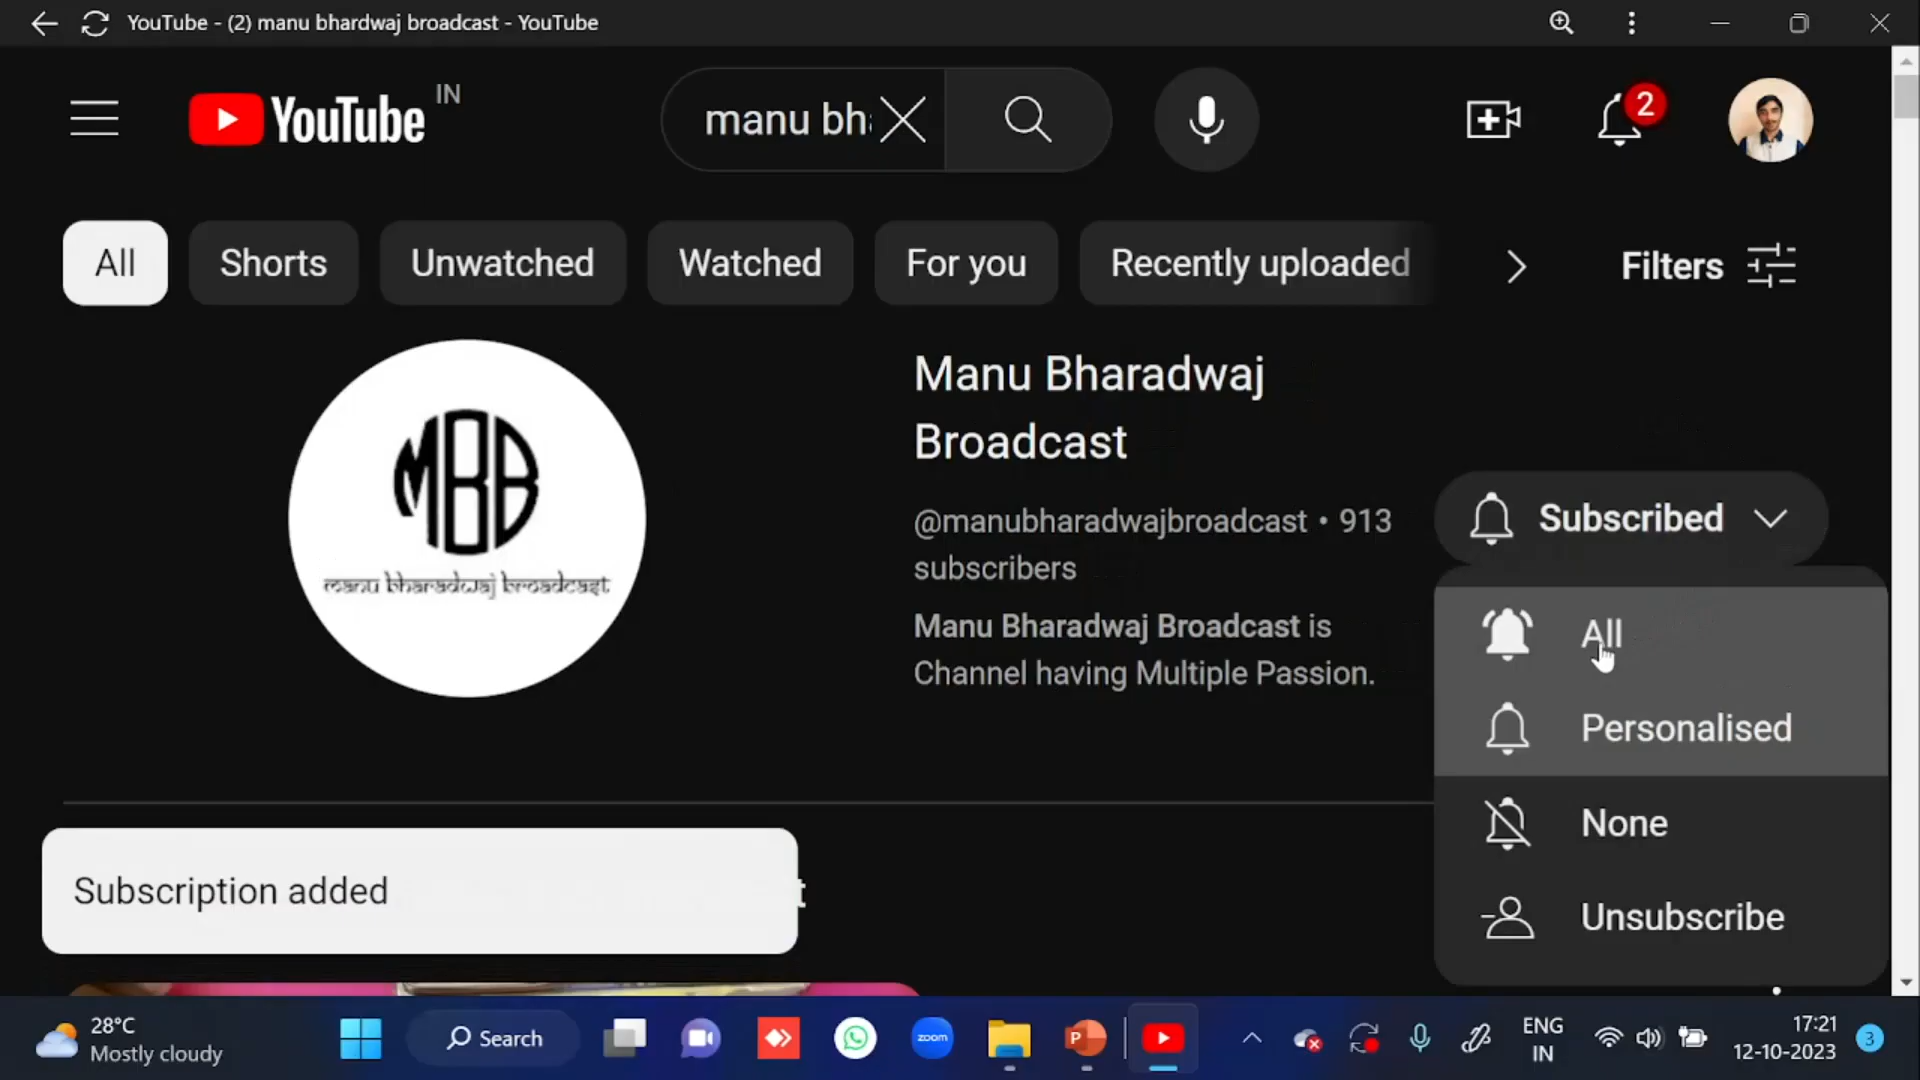 YouTube - (2) manu bhardwaj broadcast - YouTube
YouTube IN
manu bh
2
All
Shorts
Unwatched
Watched
For you
Recently uploaded
Filters
MBB
manu bharadwaj broadcast
Manu Bharadwaj
Broadcast
@manubharadwajbroadcast • 913
subscribers
Manu Bharadwaj Broadcast is
Channel having Multiple Passion.
Subscribed
All
Personalised
None
Unsubscribe
Subscription added
28°C
Mostly cloudy
Search
zoom
P
ENG
IN
17:21
12-10-2023
3